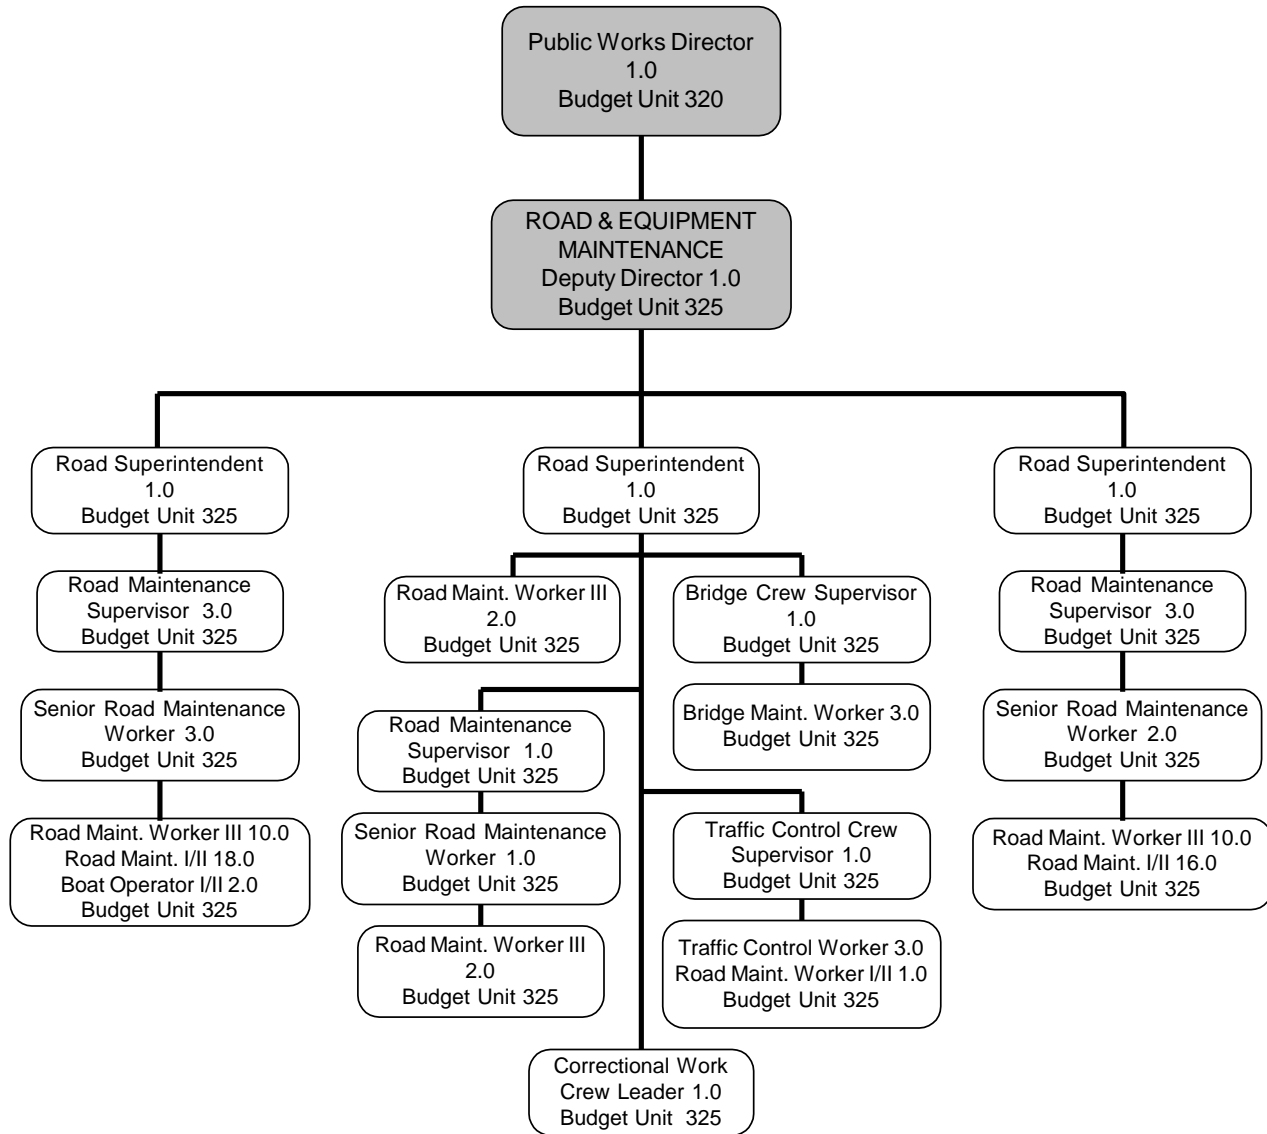 Public Works Director
1.0
Budget Unit 320
ROAD & EQUIPMENT
MAINTENANCE
Deputy Director 1.0
Budget Unit 325
Road Superintendent
1.0
Budget Unit 325
Road Maintenance
Supervisor 3.0
Budget Unit 325
Senior Road Maintenance
Worker 3.0
Budget Unit 325
Road Maint. Worker III 10.0
Road Maint. I/II 18.0
Boat Operator I/II 2.0
Budget Unit 325
Road Superintendent
1.0
Budget Unit 325
Road Maint. Worker III
2.0
Budget Unit 325
Bridge Crew Supervisor
1.0
Budget Unit 325
Bridge Maint. Worker 3.0
Budget Unit 325
Road Maintenance
Supervisor 1.0
Budget Unit 325
Senior Road Maintenance
Worker 1.0
Budget Unit 325
Road Maint. Worker III
2.0
Budget Unit 325
Traffic Control Crew
Supervisor 1.0
Budget Unit 325
Traffic Control Worker 3.0
Road Maint. Worker I/II 1.0
Budget Unit 325
Correctional Work
Crew Leader 1.0
Budget Unit 325
Road Superintendent
1.0
Budget Unit 325
Road Maintenance
Supervisor 3.0
Budget Unit 325
Senior Road Maintenance
Worker 2.0
Budget Unit 325
Road Maint. Worker III 10.0
Road Maint. I/II 16.0
Budget Unit 325